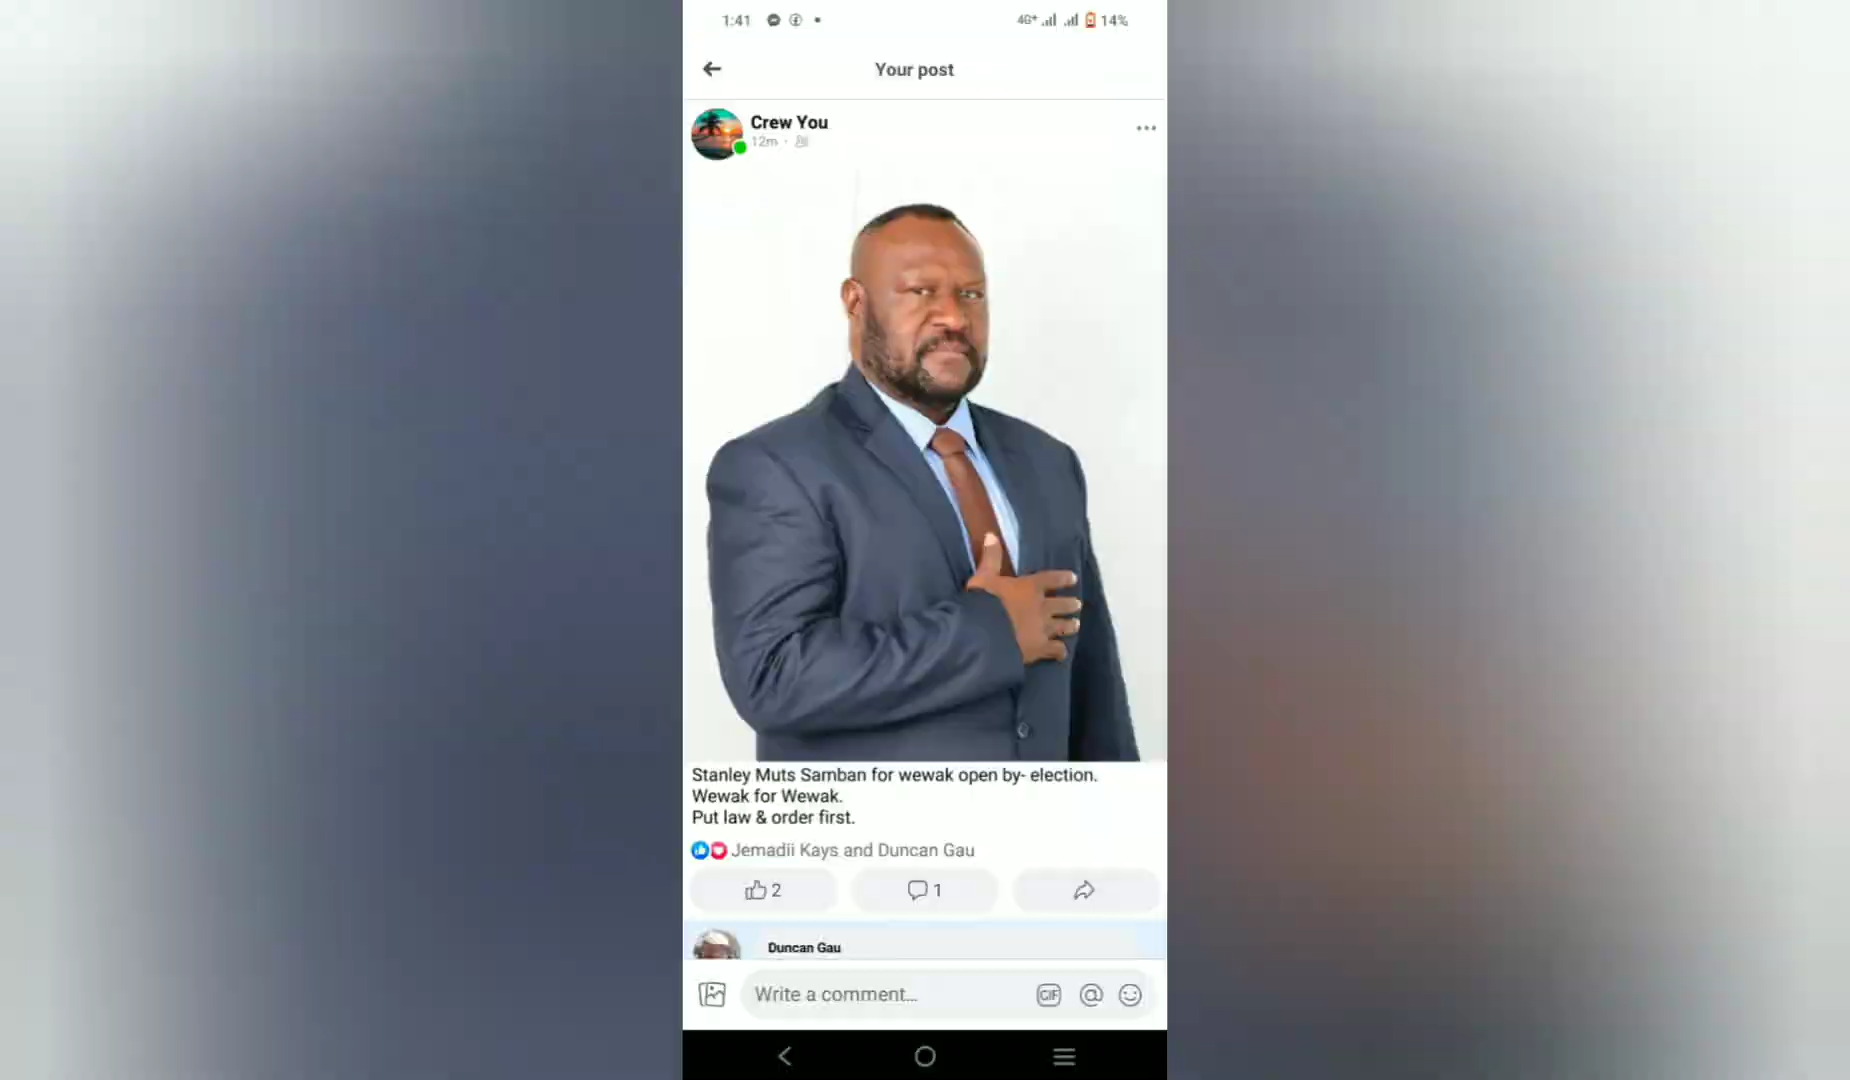 1:41
4G+ 14%
Your post
Crew You
12m
Stanley Muts Samban for wewak open by- election.
Wewak for Wewak.
Put law & order first.
Jemadii Kays and Duncan Gau
2
1
Duncan Gau
Write a comment...
GIF
@